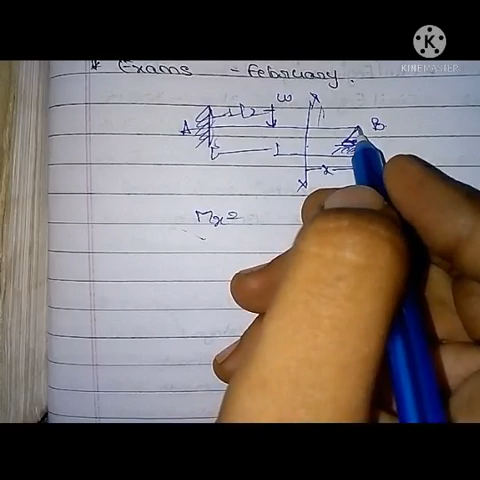 * Exams - February.
K
KINEMASTER
l/2 W X
A B
l
x
X
Mx =